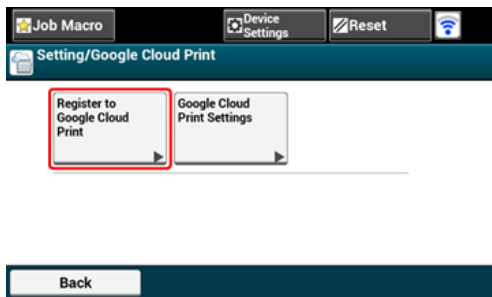 Job Macro
Device
Settings
Reset
Setting/Google Cloud Print
Register to
Google Cloud
Print
Google Cloud
Print Settings
Back